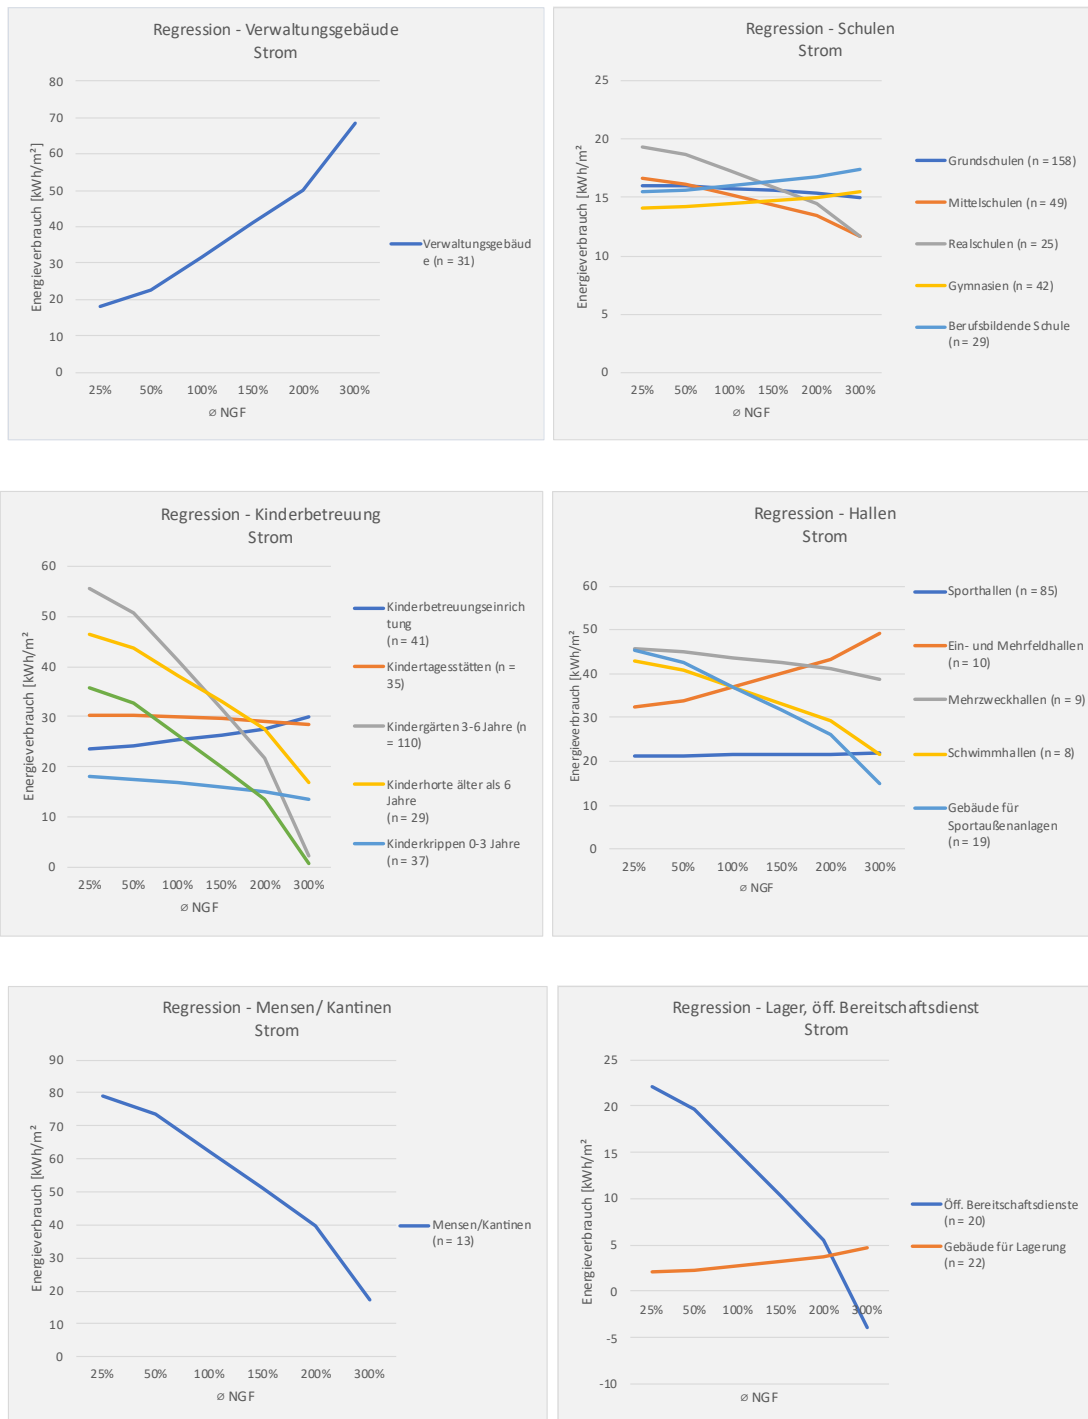 Regression - Verwaltungsgebäude
Strom
Energieverbrauch [kWh/m²]
80
70
60
50
40
30
20
10
0
25% 50% 100% 150% 200% 300%
⌀ NGF
Verwaltungsgebäud
e (n = 31)
Regression - Schulen
Strom
Energieverbrauch [kWh/m²
25
20
15
10
5
0
25% 50% 100% 150% 200% 300%
⌀ NGF
Grundschulen (n = 158)
Mittelschulen (n = 49)
Realschulen (n = 25)
Gymnasien (n = 42)
Berufsbildende Schule
(n = 29)
Regression - Kinderbetreuung
Strom
Energieverbrauch [kWh/m²
60
50
40
30
20
10
0
25% 50% 100% 150% 200% 300%
⌀ NGF
Kinderbetreuungseinrich
tung
(n = 41)
Kindertagesstätten (n =
35)
Kindergärten 3-6 Jahre (n
= 110)
Kinderhorte älter als 6
Jahre
(n = 29)
Kinderkrippen 0-3 Jahre
(n = 37)
Regression - Hallen
Strom
Energieverbrauch [kWh/m²
60
50
40
30
20
10
0
25% 50% 100% 150% 200% 300%
⌀ NGF
Sporthallen (n = 85)
Ein- und Mehrfeldhallen
(n = 10)
Mehrzweckhallen (n = 9)
Schwimmhallen (n = 8)
Gebäude für
Sportaußenanlagen
(n = 19)
Regression - Mensen/ Kantinen
Strom
Energieverbrauch [kWh/m²
90
80
70
60
50
40
30
20
10
0
25% 50% 100% 150% 200% 300%
⌀ NGF
Mensen/Kantinen
(n = 13)
Regression - Lager, öff. Bereitschaftsdienst
Strom
Energieverbrauch [kWh/m²
25
20
15
10
5
0
-5
-10
25% 50% 100% 150% 200% 300%
⌀ NGF
Öff. Bereitschaftsdienste
(n = 20)
Gebäude für Lagerung
(n = 22)